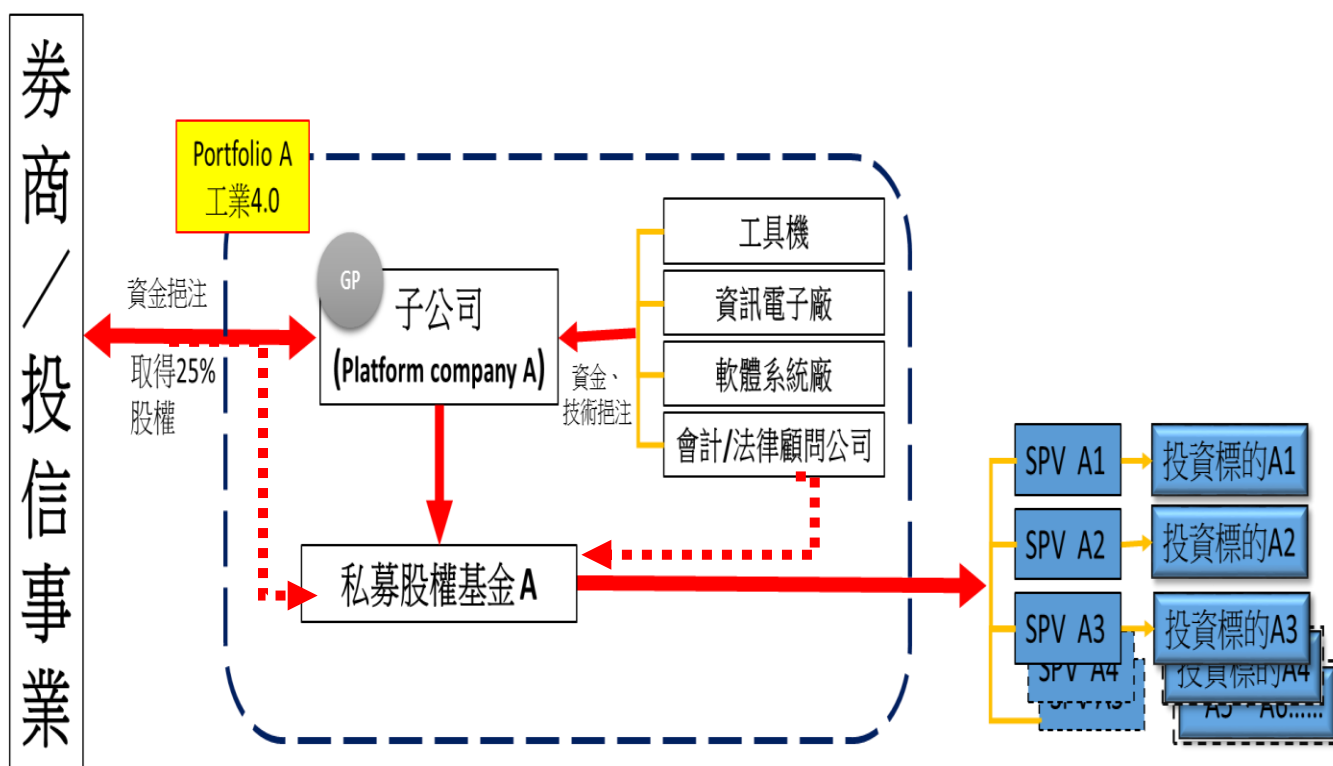 券商／投信事業
Portfolio A
工業4.0
資金挹注
取得25%
股權
GP
子公司
(Platform company A)
資金、
技術挹注
工具機
資訊電子廠
軟體系統廠
會計/法律顧問公司
私募股權基金A
SPV A1
投資標的A1
SPV A2
投資標的A2
SPV A3
投資標的A3
SPV A4
投資標的A4
A6......